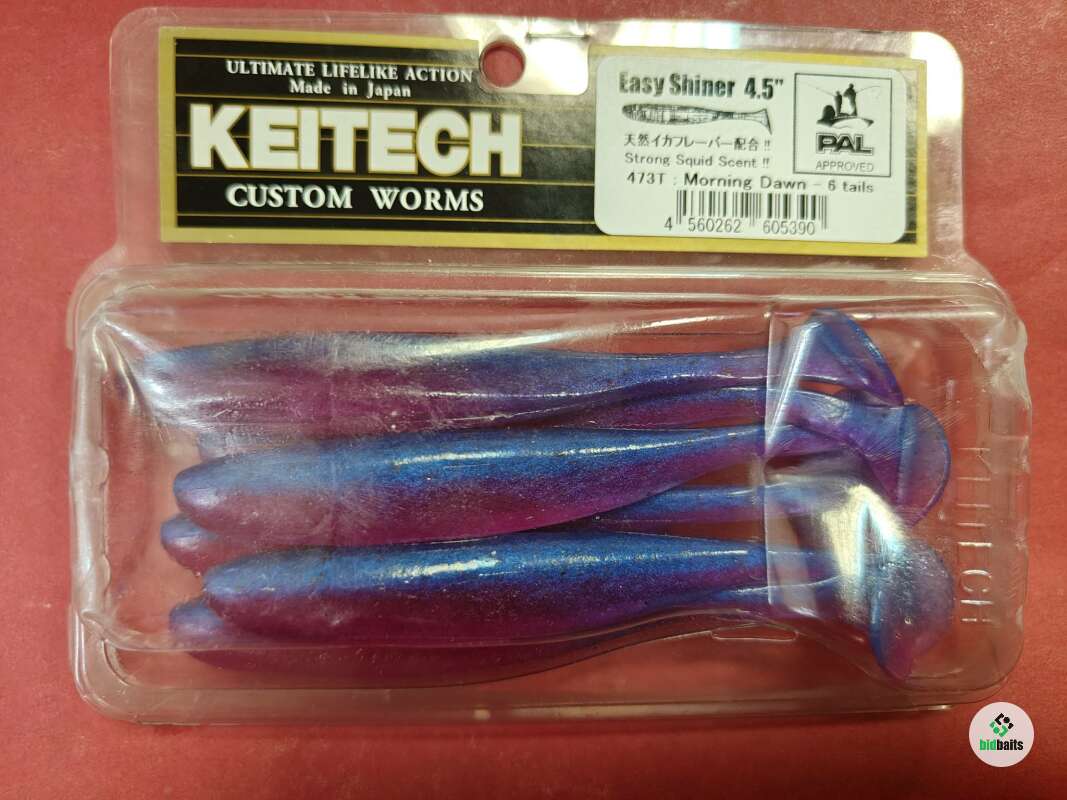 ULTIMATE LIFELIKE ACTION
Made in Japan
KEITECH
CUSTOM WORMS
Easy Shiner 4.5"
天然イカフレーバー配合!!
Strong Squid Scent!!
473T : Morning Dawn - 6 tails
4 560262 605390
PAL
APPROVED
KEITECH
bidbaits